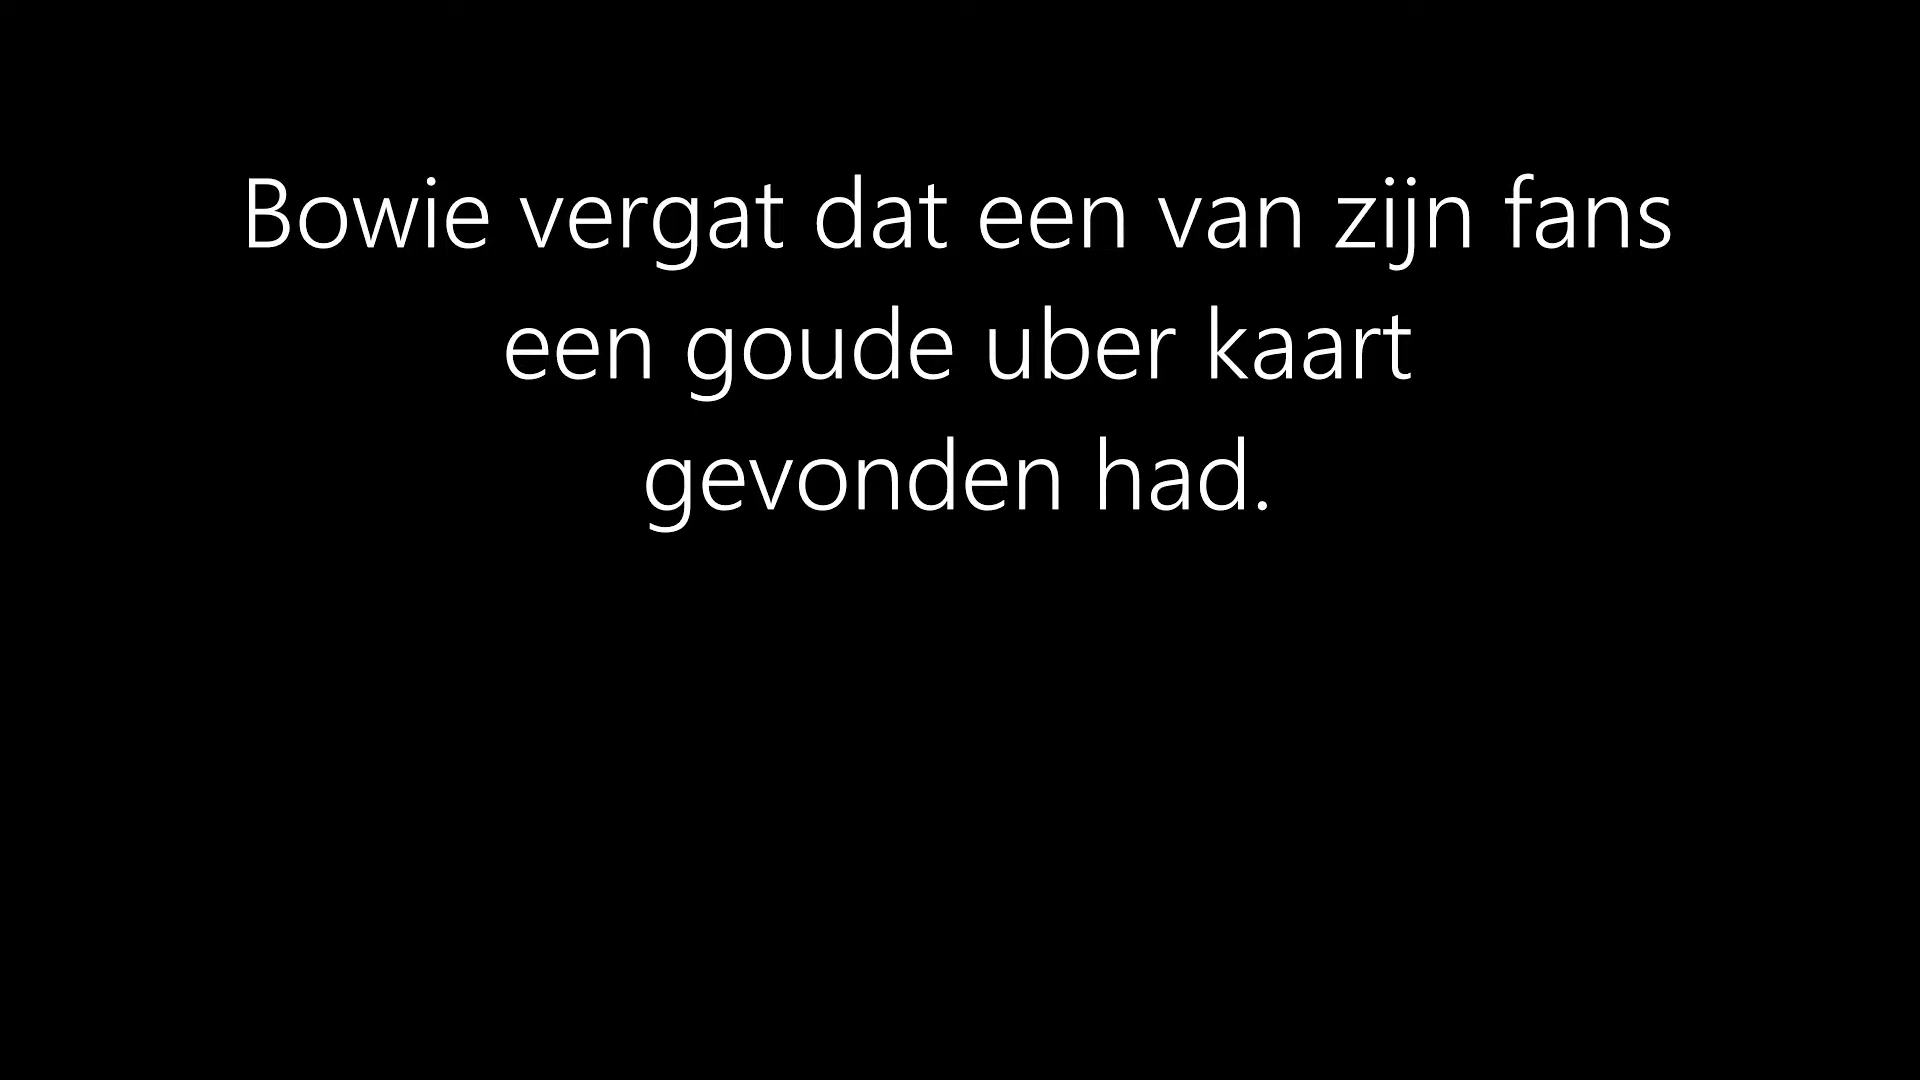 Bowie vergat dat een van zijn fans
een goude uber kaart
gevonden had.